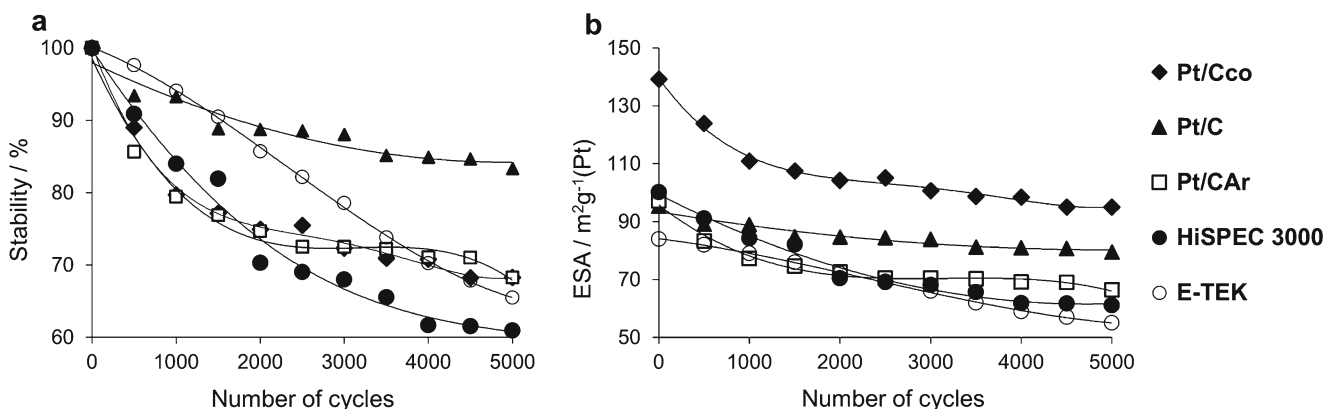 a
100
90
80
70
60
Stability / %
0
1000
2000
3000
4000
5000
Number of cycles
b
150
130
110
90
70
50
ESA / m²g⁻¹(Pt)
0
1000
2000
3000
4000
5000
Number of cycles
Pt/Cco
Pt/C
Pt/CAr
HiSPEC 3000
E-TEK